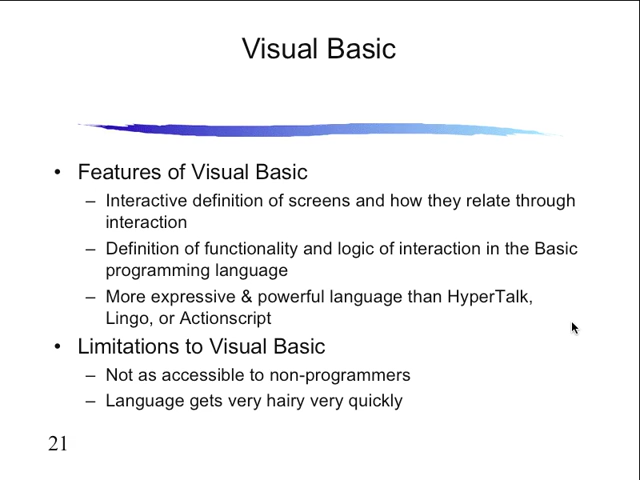 Visual Basic
• Features of Visual Basic
– Interactive definition of screens and how they relate through
interaction
– Definition of functionality and logic of interaction in the Basic
programming language
– More expressive & powerful language than HyperTalk,
Lingo, or Actionscript
• Limitations to Visual Basic
– Not as accessible to non-programmers
– Language gets very hairy very quickly
21